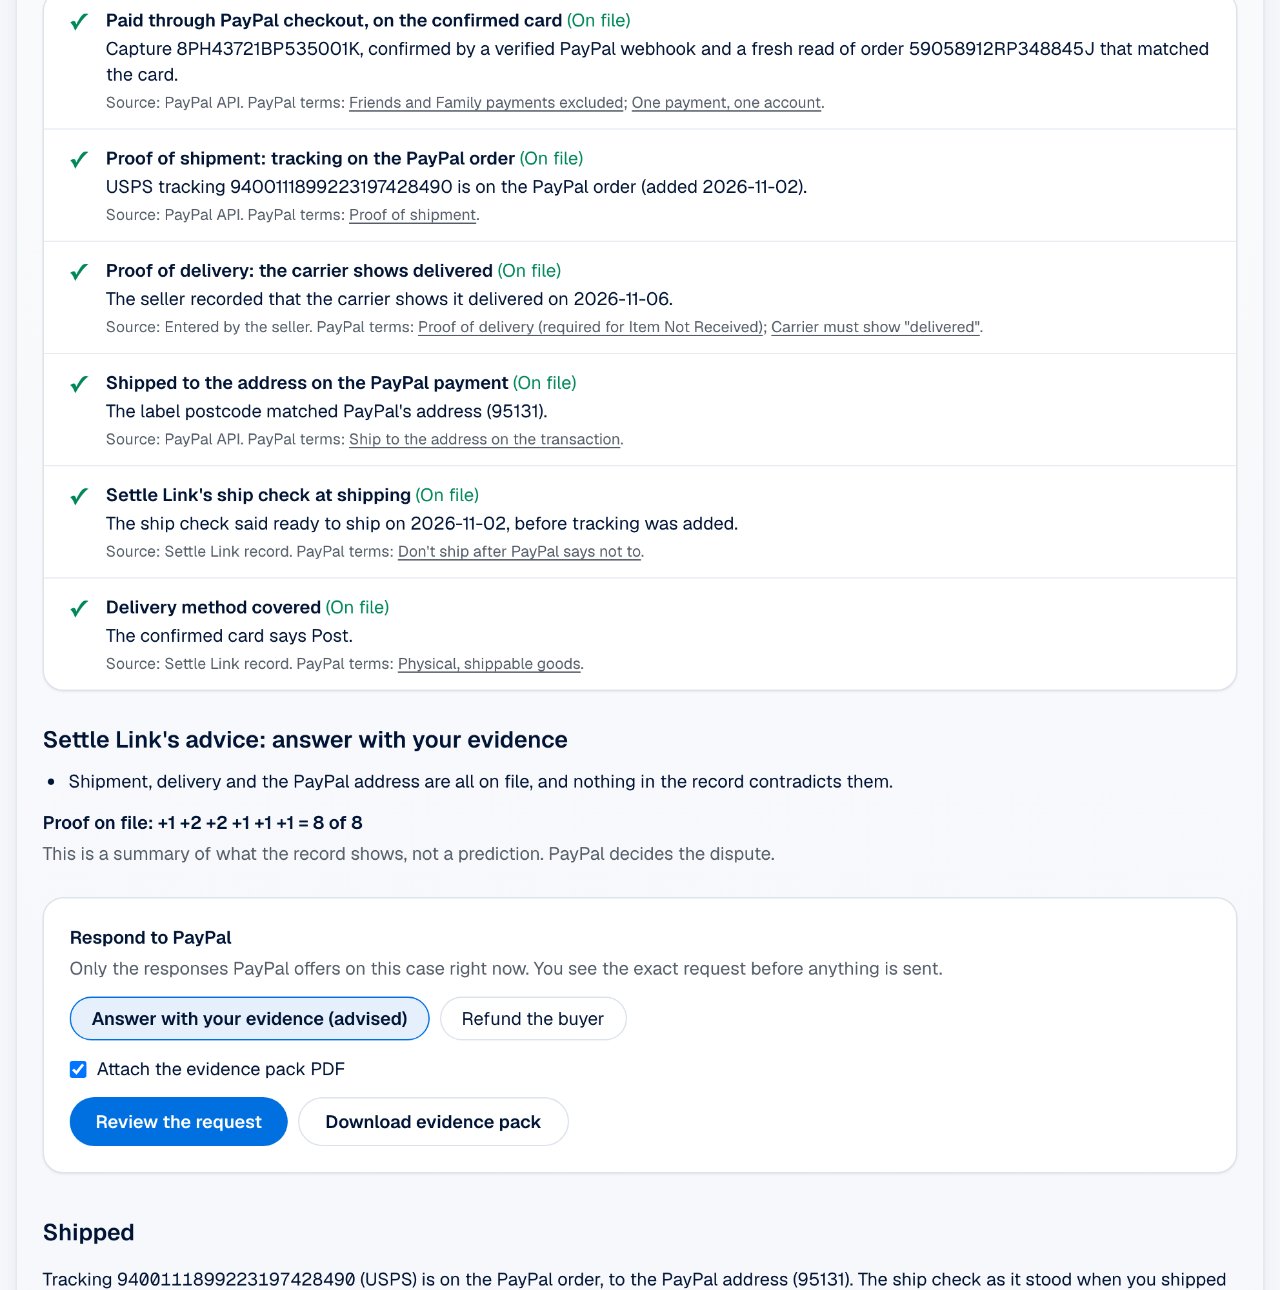 ✓ Paid through PayPal checkout, on the confirmed card (On file)
Capture 8PH43721BP535001K, confirmed by a verified PayPal webhook and a fresh read of order 59058912RP348845J that matched
the card.
Source: PayPal API. PayPal terms: Friends and Family payments excluded; One payment, one account.
✓ Proof of shipment: tracking on the PayPal order (On file)
USPS tracking 9400111899223197428490 is on the PayPal order (added 2026-11-02).
Source: PayPal API. PayPal terms: Proof of shipment.
✓ Proof of delivery: the carrier shows delivered (On file)
The seller recorded that the carrier shows it delivered on 2026-11-06.
Source: Entered by the seller. PayPal terms: Proof of delivery (required for Item Not Received); Carrier must show "delivered".
✓ Shipped to the address on the PayPal payment (On file)
The label postcode matched PayPal's address (95131).
Source: PayPal API. PayPal terms: Ship to the address on the transaction.
✓ Settle Link's ship check at shipping (On file)
The ship check said ready to ship on 2026-11-02, before tracking was added.
Source: Settle Link record. PayPal terms: Don't ship after PayPal says not to.
✓ Delivery method covered (On file)
The confirmed card says Post.
Source: Settle Link record. PayPal terms: Physical, shippable goods.
Settle Link's advice: answer with your evidence
• Shipment, delivery and the PayPal address are all on file, and nothing in the record contradicts them.
Proof on file: +1 +2 +2 +1 +1 +1 = 8 of 8
This is a summary of what the record shows, not a prediction. PayPal decides the dispute.
Respond to PayPal
Only the responses PayPal offers on this case right now. You see the exact request before anything is sent.
Answer with your evidence (advised) Refund the buyer
Attach the evidence pack PDF
Review the request Download evidence pack
Shipped
Tracking 9400111899223197428490 (USPS) is on the PayPal order, to the PayPal address (95131). The ship check as it stood when you shipped